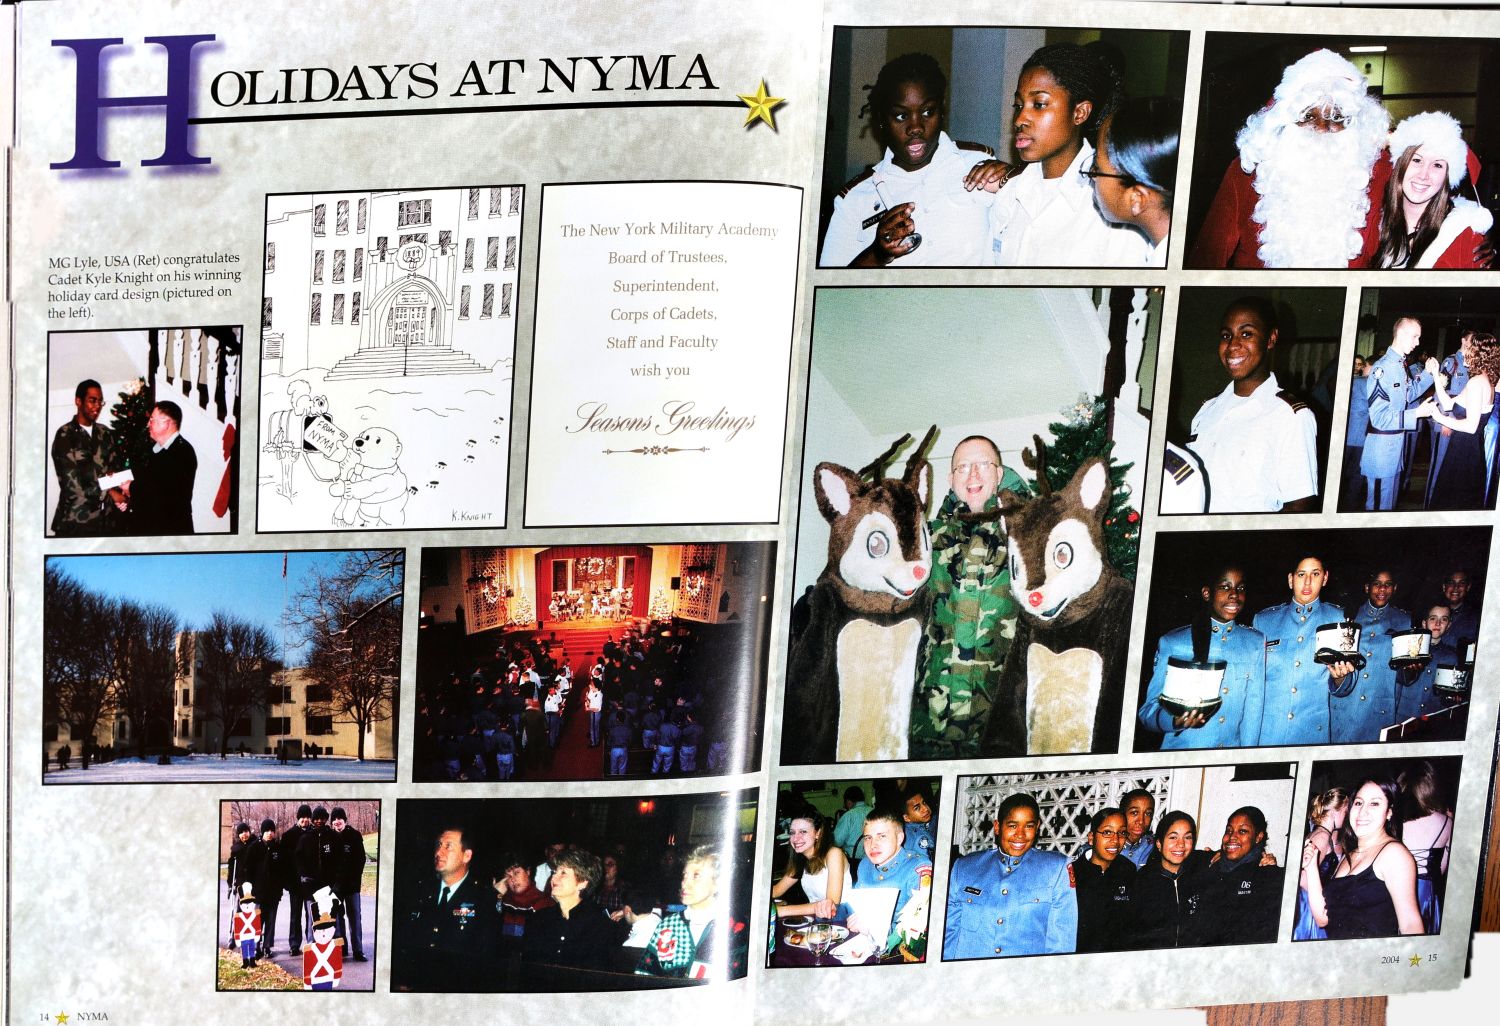 HOLIDAYS AT NYMA
MG Lyle, USA (Ret) congratulates
Cadet Kyle Knight on his winning
holiday card design (pictured on
the left).
FROM
NYMA
K. KNIGHT
The New York Military Academy
Board of Trustees,
Superintendent,
Corps of Cadets,
Staff and Faculty
wish you
Seasons Greetings
06
14 NYMA
2004 15